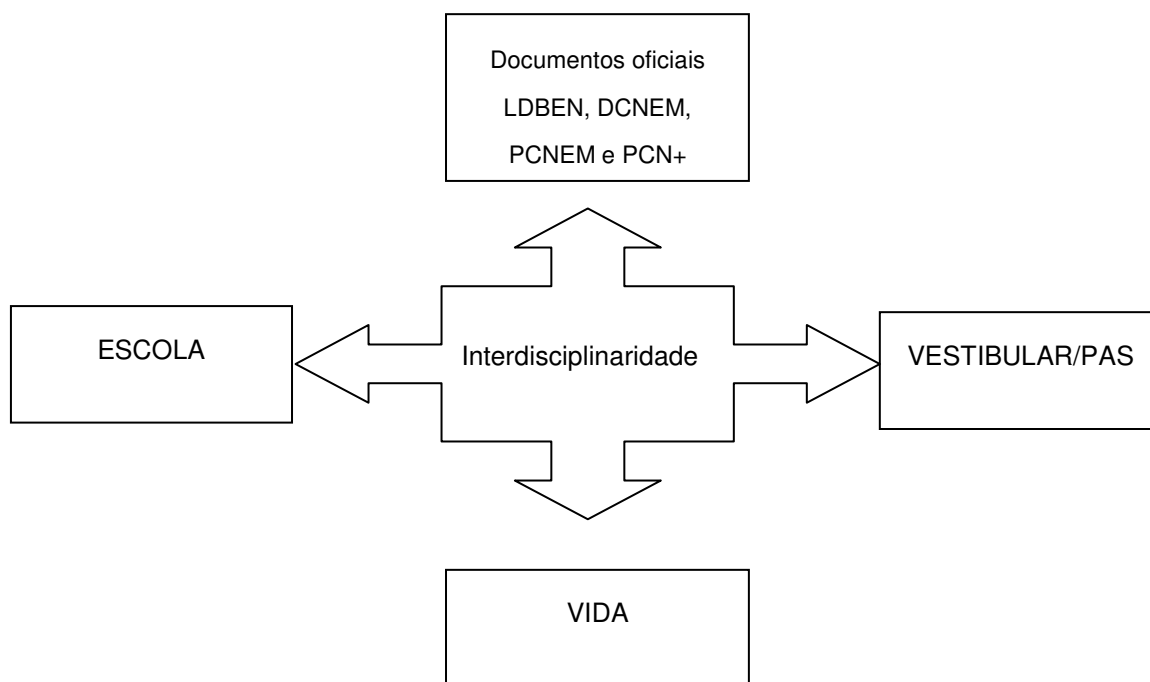 Documentos oficiais
LDBEN, DCNEM,
PCNEM e PCN+
ESCOLA
Interdisciplinaridade
VESTIBULAR/PAS
VIDA